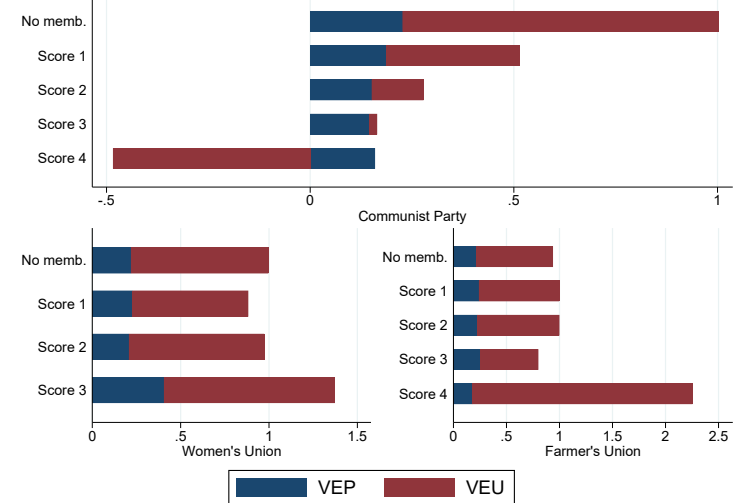 No memb.
Score 1
Score 2
Score 3
Score 4
-.5 0 .5 1
Communist Party
No memb.
Score 1
Score 2
Score 3
0 .5 1 1.5
Women's Union
No memb.
Score 1
Score 2
Score 3
Score 4
0 .5 1 1.5 2 2.5
Farmer's Union
VEP VEU